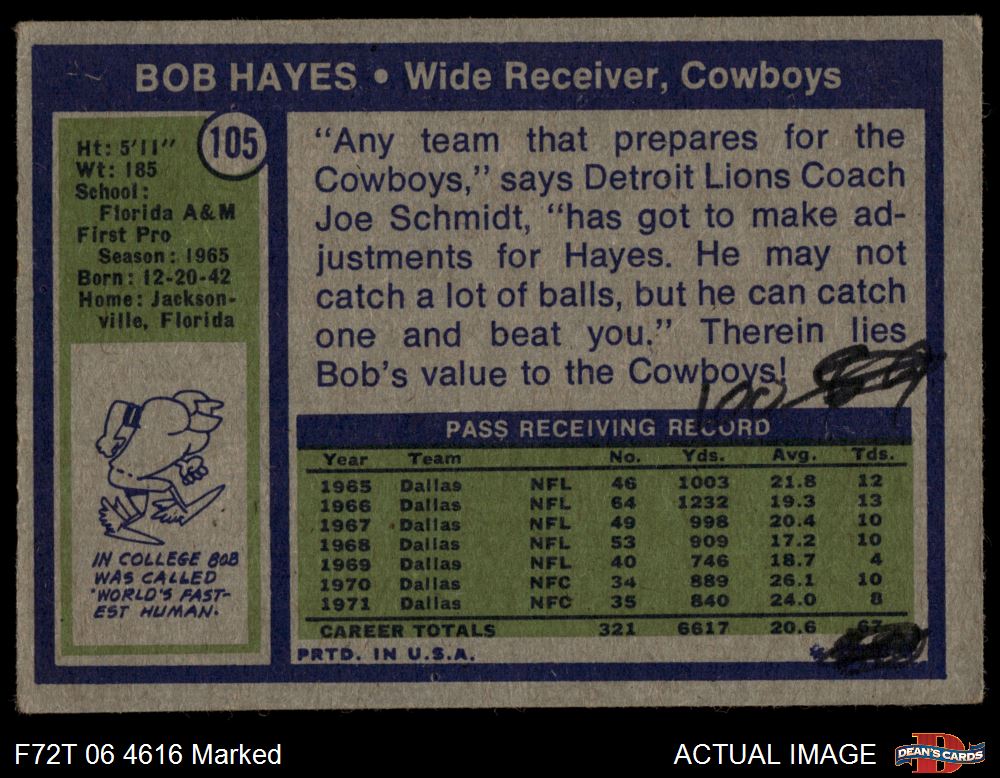 BOB HAYES • Wide Receiver, Cowboys
105
Ht: 5'11"
Wt: 185
School:
Florida A&M
First Pro
Season: 1965
Born: 12-20-42
Home: Jackson-
ville, Florida
IN COLLEGE BOB
WAS CALLED
"WORLD'S FAST-
EST HUMAN.
"Any team that prepares for the
Cowboys," says Detroit Lions Coach
Joe Schmidt, "has got to make ad-
justments for Hayes. He may not
catch a lot of balls, but he can catch
one and beat you." Therein lies
Bob's value to the Cowboys!
PASS RECEIVING RECORD
Year Team No. Yds. Avg. Tds.
1965 Dallas NFL 46 1003 21.8 12
1966 Dallas NFL 64 1232 19.3 13
1967 Dallas NFL 49 998 20.4 10
1968 Dallas NFL 53 909 17.2 10
1969 Dallas NFL 40 746 18.7 4
1970 Dallas NFC 34 889 26.1 10
1971 Dallas NFC 35 840 24.0 8
CAREER TOTALS 321 6617 20.6 67
PRTD. IN U.S.A.
F72T 06 4616 Marked
ACTUAL IMAGE
DEAN'S CARDS